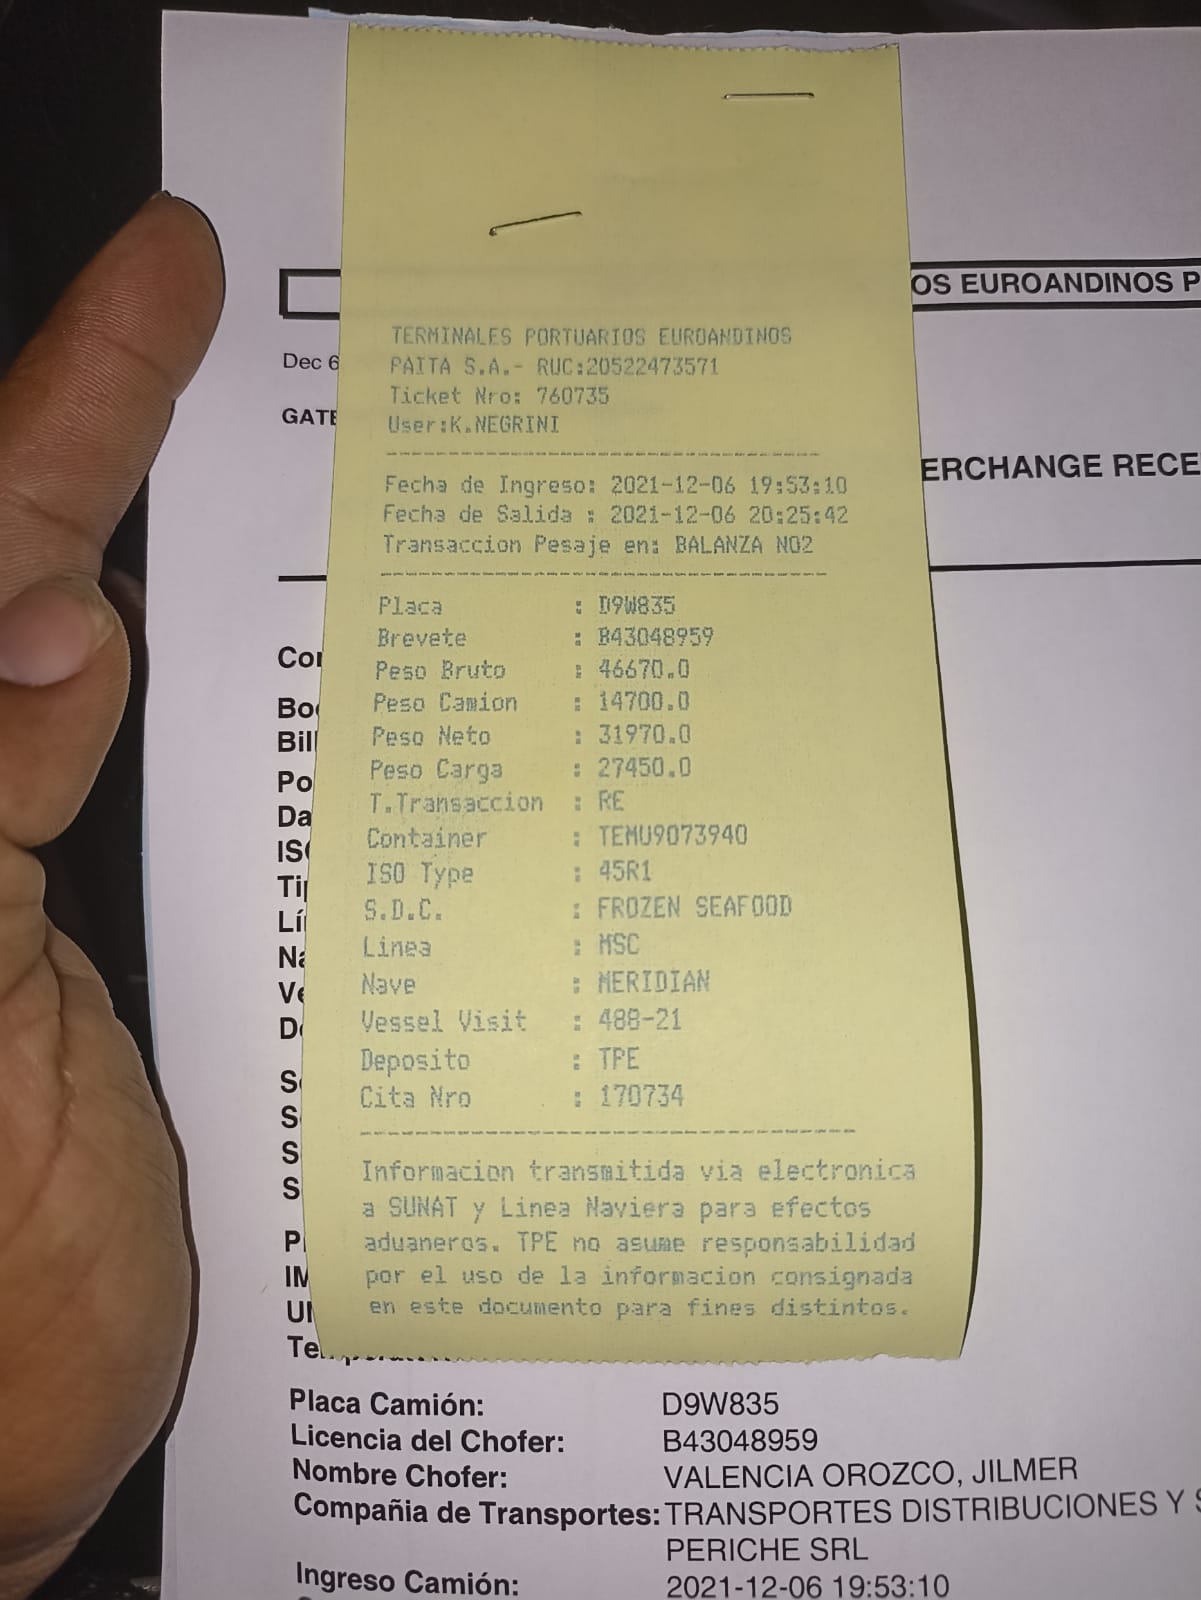 OS EUROANDINOS P
Dec 6
GATE
ERCHANGE RECE
TERMINALES PORTUARIOS EUROANDINOS
PAITA S.A.- RUC:20522473571
Ticket Nro: 760735
User:K.NEGRINI
Fecha de Ingreso: 2021-12-06 19:53:10
Fecha de Salida : 2021-12-06 20:25:42
Transaccion Pesaje en: BALANZA NO2
Placa : D9W835
Brevete : B43048959
Peso Bruto : 46670.0
Peso Camion : 14700.0
Peso Neto : 31970.0
Peso Carga : 27450.0
T.Transaccion : RE
Container : TEMU9073940
ISO Type : 45R1
S.D.C. : FROZEN SEAFOOD
Linea : MSC
Nave : MERIDIAN
Vessel Visit : 488-21
Deposito : TPE
Cita Nro : 170734
Informacion transmitida via electronica
a SUNAT y Linea Naviera para efectos
aduaneros. TPE no asume responsabilidad
por el uso de la informacion consignada
en este documento para fines distintos.
Placa Camión: D9W835
Licencia del Chofer: B43048959
Nombre Chofer: VALENCIA OROZCO, JILMER
Compañia de Transportes: TRANSPORTES DISTRIBUCIONES Y S
PERICHE SRL
Ingreso Camión: 2021-12-06 19:53:10